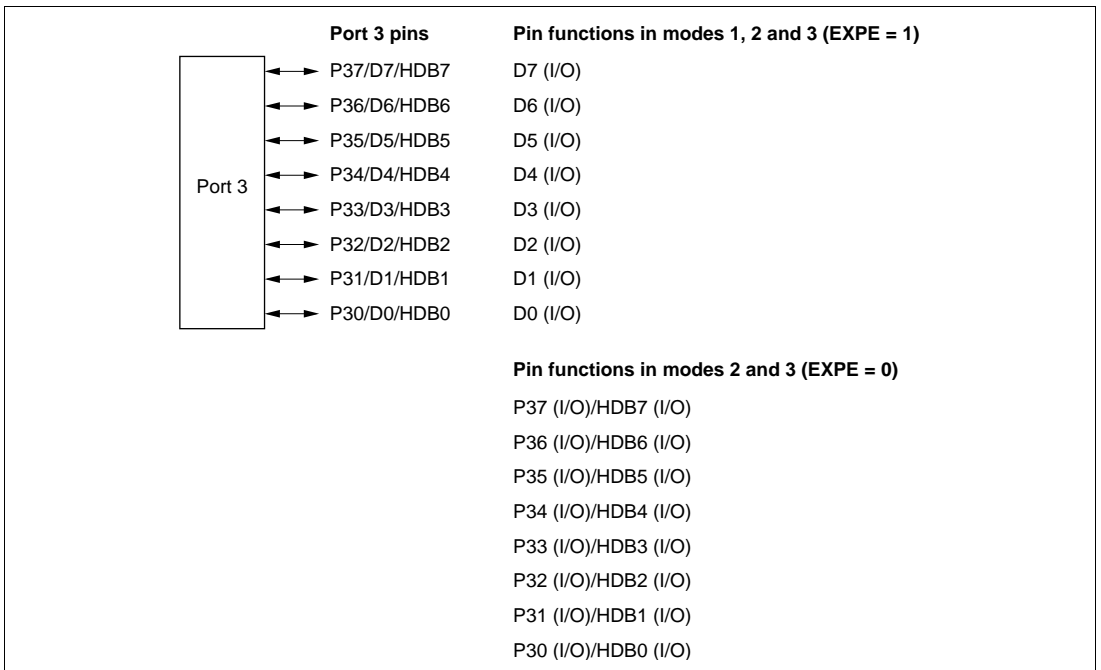 Port 3 pins Pin functions in modes 1, 2 and 3 (EXPE = 1)
P37/D7/HDB7 D7 (I/O)
P36/D6/HDB6 D6 (I/O)
P35/D5/HDB5 D5 (I/O)
P34/D4/HDB4 D4 (I/O)
Port 3
P33/D3/HDB3 D3 (I/O)
P32/D2/HDB2 D2 (I/O)
P31/D1/HDB1 D1 (I/O)
P30/D0/HDB0 D0 (I/O)
Pin functions in modes 2 and 3 (EXPE = 0)
P37 (I/O)/HDB7 (I/O)
P36 (I/O)/HDB6 (I/O)
P35 (I/O)/HDB5 (I/O)
P34 (I/O)/HDB4 (I/O)
P33 (I/O)/HDB3 (I/O)
P32 (I/O)/HDB2 (I/O)
P31 (I/O)/HDB1 (I/O)
P30 (I/O)/HDB0 (I/O)